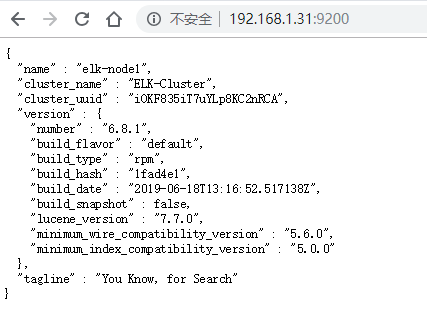 不安全 | 192.168.1.31:9200
{
  "name" : "elk-node1",
  "cluster_name" : "ELK-Cluster",
  "cluster_uuid" : "iOKF835iT7uYLp8KC2nRCA",
  "version" : {
    "number" : "6.8.1",
    "build_flavor" : "default",
    "build_type" : "rpm",
    "build_hash" : "1fad4e1",
    "build_date" : "2019-06-18T13:16:52.517138Z",
    "build_snapshot" : false,
    "lucene_version" : "7.7.0",
    "minimum_wire_compatibility_version" : "5.6.0",
    "minimum_index_compatibility_version" : "5.0.0"
  },
  "tagline" : "You Know, for Search"
}